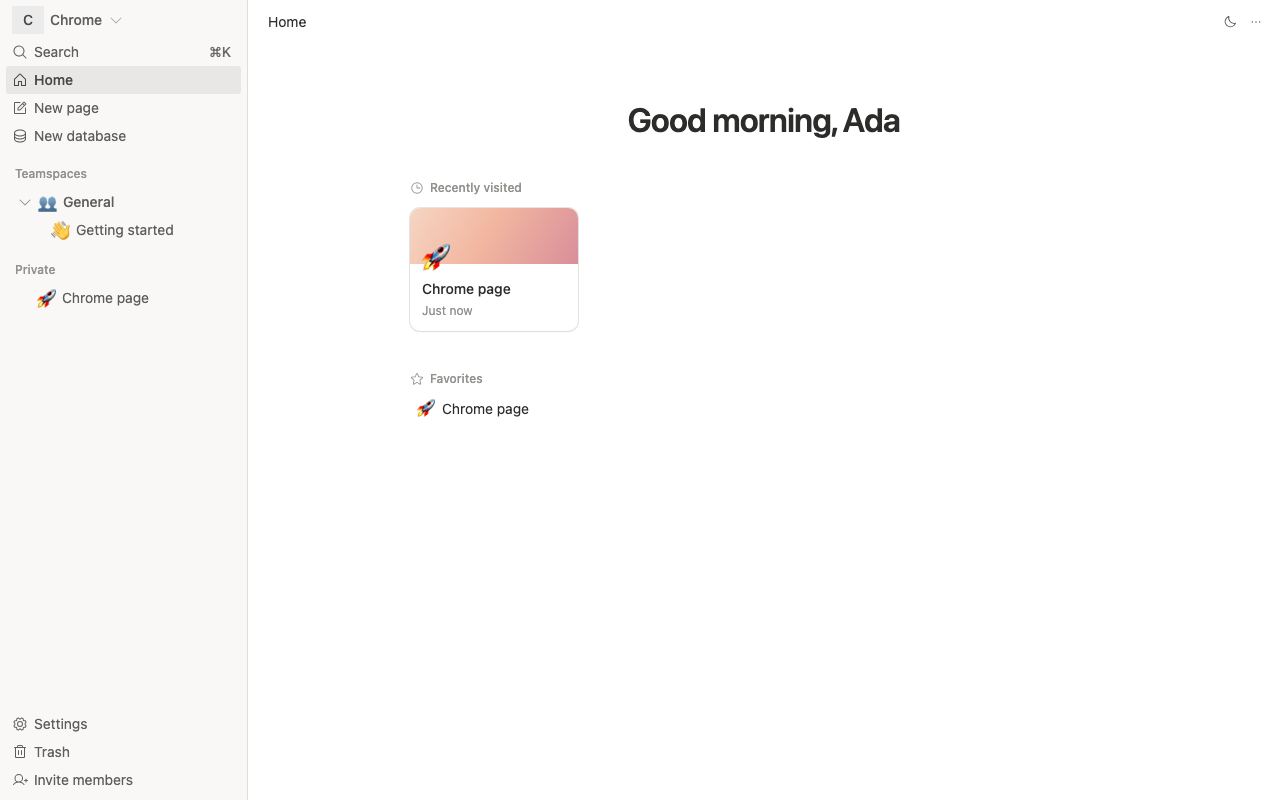 C Chrome
Search ⌘K
Home
New page
New database
Teamspaces
General
Getting started
Private
Chrome page
Settings
Trash
Invite members
Home
Good morning, Ada
Recently visited
Chrome page
Just now
Favorites
Chrome page